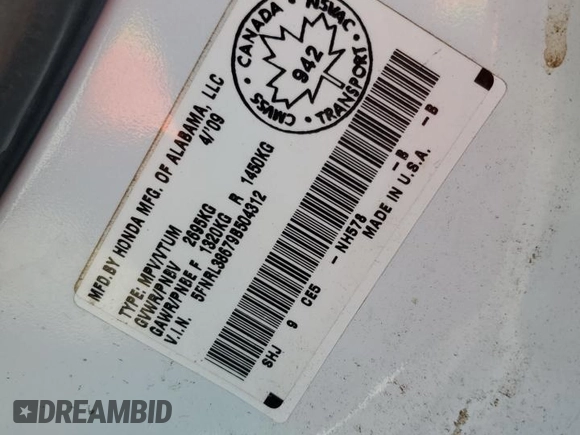 MFD. BY HONDA MFG. OF ALABAMA, LLC
4/'09
TYPE: MPV/VTUM
GVWR/PNBV 2695KG
GAWR/PNBE F 1320KG R 1450KG
V.I.N. 5FNRL38679B504312
SHJ 9 CE5 - NH578 - B - B
MADE IN U.S.A.
CANADA
NSVAC
942
CMVSS
TRANSPORT
DREAMBID